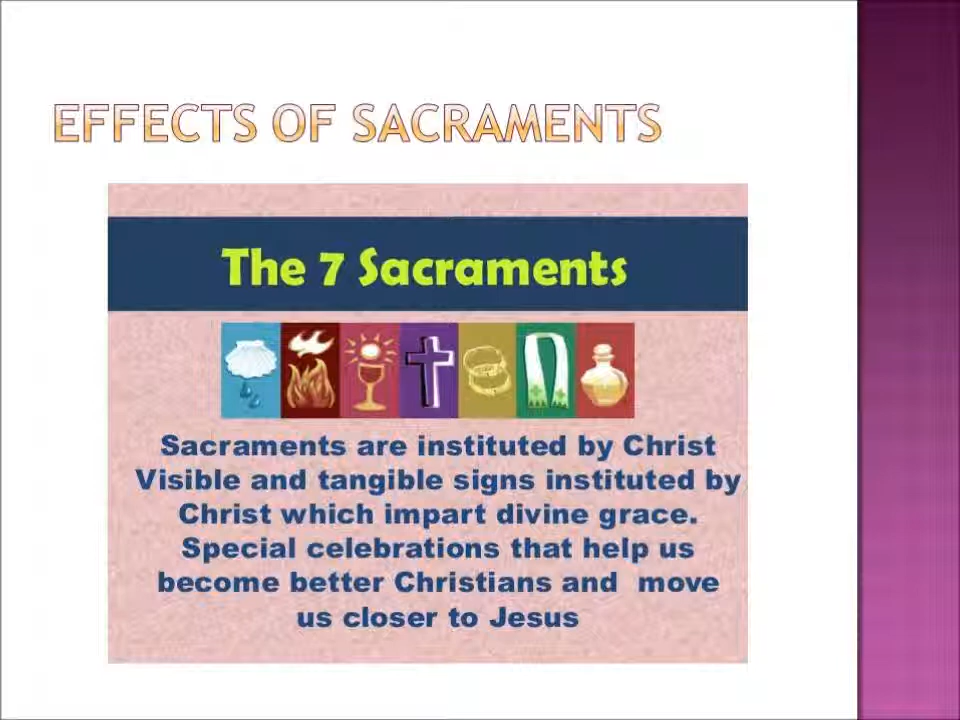 EFFECTS OF SACRAMENTS
The 7 Sacraments
Sacraments are instituted by Christ
Visible and tangible signs instituted by
Christ which impart divine grace.
Special celebrations that help us
become better Christians and move
us closer to Jesus